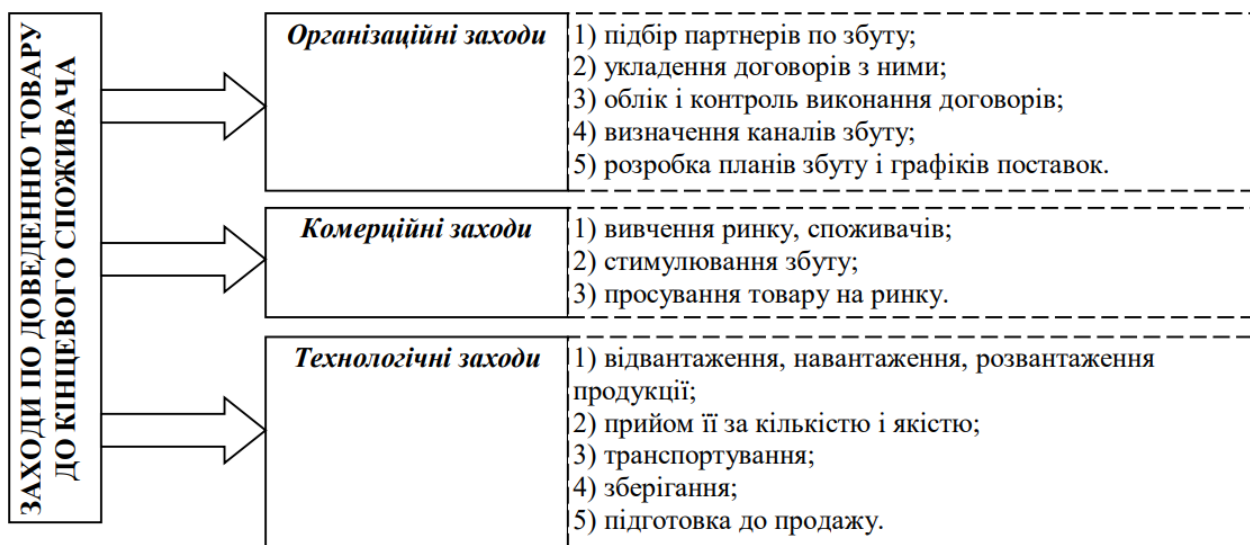 ЗАХОДИ ПО ДОВЕДЕННЮ ТОВАРУ
ДО КІНЦЕВОГО СПОЖИВАЧА
Організаційні заходи
1) підбір партнерів по збуту;
2) укладення договорів з ними;
3) облік і контроль виконання договорів;
4) визначення каналів збуту;
5) розробка планів збуту і графіків поставок.
Комерційні заходи
1) вивчення ринку, споживачів;
2) стимулювання збуту;
3) просування товару на ринку.
Технологічні заходи
1) відвантаження, навантаження, розвантаження
продукції;
2) прийом її за кількістю і якістю;
3) транспортування;
4) зберігання;
5) підготовка до продажу.